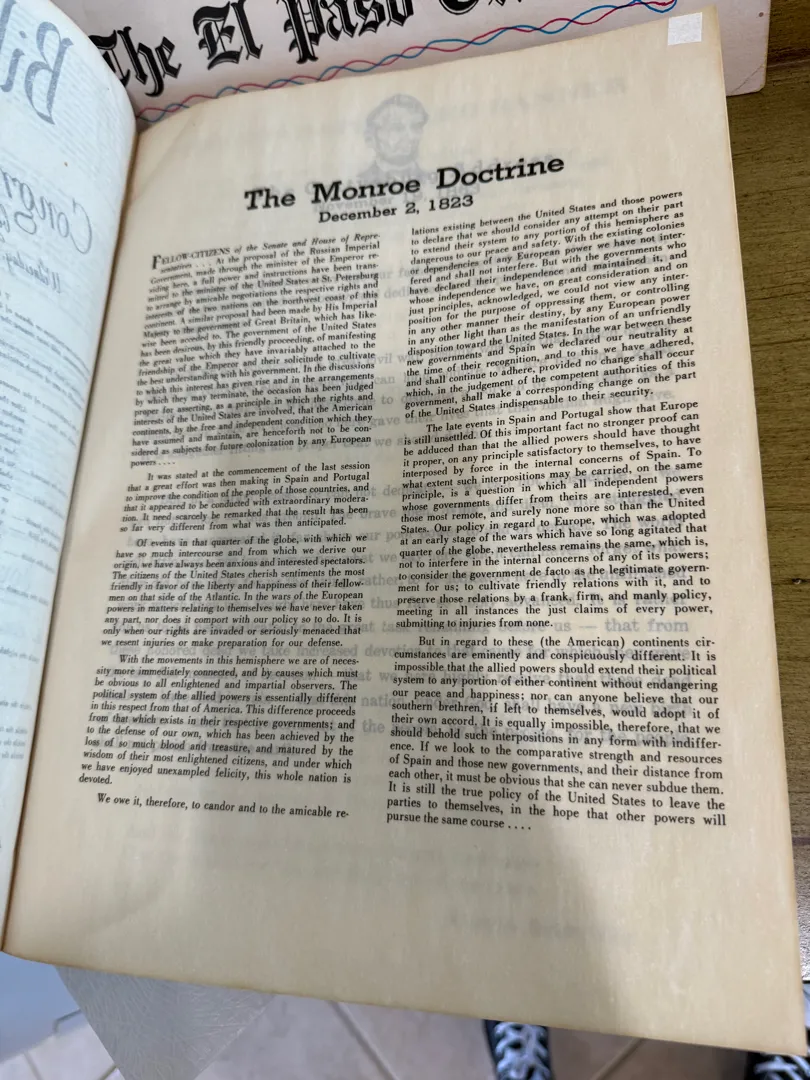 The El Paso
The Monroe Doctrine
December 2, 1823
FELLOW-CITIZENS of the Senate and House of Repre-
sentatives . . . . At the proposal of the Russian Imperial
Government, made through the minister of the Emperor re-
siding here, a full power and instructions have been trans-
mitted to the minister of the United States at St. Petersburg
to arrange by amicable negotiations the respective rights and
interests of the two nations on the northwest coast of this
continent. A similar proposal had been made by His Imperial
Majesty to the government of Great Britain, which has like-
wise been acceded to. The government of the United States
has been desirous, by this friendly proceeding, of manifesting
the great value which they have invariably attached to the
friendship of the Emperor and their solicitude to cultivate
the best understanding with his government. In the discussions
to which this interest has given rise and in the arrangements
by which they may terminate, the occasion has been judged
proper for asserting, as a principle in which the rights and
interests of the United States are involved, that the American
continents, by the free and independent condition which they
have assumed and maintain, are henceforth not to be con-
sidered as subjects for future colonization by any European
powers . . . .
It was stated at the commencement of the last session
that a great effort was then making in Spain and Portugal
to improve the condition of the people of those countries, and
that it appeared to be conducted with extraordinary modera-
tion. It need scarcely be remarked that the result has been
so far very different from what was then anticipated.
Of events in that quarter of the globe, with which we
have so much intercourse and from which we derive our
origin, we have always been anxious and interested spectators.
The citizens of the United States cherish sentiments the most
friendly in favor of the liberty and happiness of their fellow-
men on that side of the Atlantic. In the wars of the European
powers in matters relating to themselves we have never taken
any part, nor does it comport with our policy so to do. It is
only when our rights are invaded or seriously menaced that
we resent injuries or make preparation for our defense.
With the movements in this hemisphere we are of neces-
sity more immediately connected, and by causes which must
be obvious to all enlightened and impartial observers. The
political system of the allied powers is essentially different
in this respect from that of America. This difference proceeds
from that which exists in their respective governments; and
to the defense of our own, which has been achieved by the
loss of so much blood and treasure, and matured by the
wisdom of their most enlightened citizens, and under which
we have enjoyed unexampled felicity, this whole nation is
devoted.
We owe it, therefore, to candor and to the amicable re-
lations existing between the United States and those powers
to declare that we should consider any attempt on their part
to extend their system to any portion of this hemisphere as
dangerous to our peace and safety. With the existing colonies
or dependencies of any European power we have not inter-
fered and shall not interfere. But with the governments who
have declared their independence and maintained it, and
whose independence we have, on great consideration and on
just principles, acknowledged, we could not view any inter-
position for the purpose of oppressing them, or controlling
in any other manner their destiny, by any European power
in any other light than as the manifestation of an unfriendly
disposition toward the United States. In the war between these
new governments and Spain we declared our neutrality at
the time of their recognition, and to this we have adhered,
and shall continue to adhere, provided no change shall occur
which, in the judgement of the competent authorities of this
government, shall make a corresponding change on the part
of the United States indispensable to their security.
The late events in Spain and Portugal show that Europe
is still unsettled. Of this important fact no stronger proof can
be adduced than that the allied powers should have thought
it proper, on any principle satisfactory to themselves, to have
interposed by force in the internal concerns of Spain. To
what extent such interpositions may be carried, on the same
principle, is a question in which all independent powers
whose governments differ from theirs are interested, even
those most remote, and surely none more so than the United
States. Our policy in regard to Europe, which was adopted
at an early stage of the wars which have so long agitated that
quarter of the globe, nevertheless remains the same, which is,
not to interfere in the internal concerns of any of its powers;
to consider the government de facto as the legitimate govern-
ment for us; to cultivate friendly relations with it, and to
preserve those relations by a frank, firm, and manly policy,
meeting in all instances the just claims of every power,
submitting to injuries from none.
But in regard to these (the American) continents cir-
cumstances are eminently and conspicuously different. It is
impossible that the allied powers should extend their political
system to any portion of either continent without endangering
our peace and happiness; nor can anyone believe that our
southern brethren, if left to themselves, would adopt it of
their own accord. It is equally impossible, therefore, that we
should behold such interpositions in any form with indiffer-
ence. If we look to the comparative strength and resources
of Spain and those new governments, and their distance from
each other, it must be obvious that she can never subdue them.
It is still the true policy of the United States to leave the
parties to themselves, in the hope that other powers will
pursue the same course . . . .